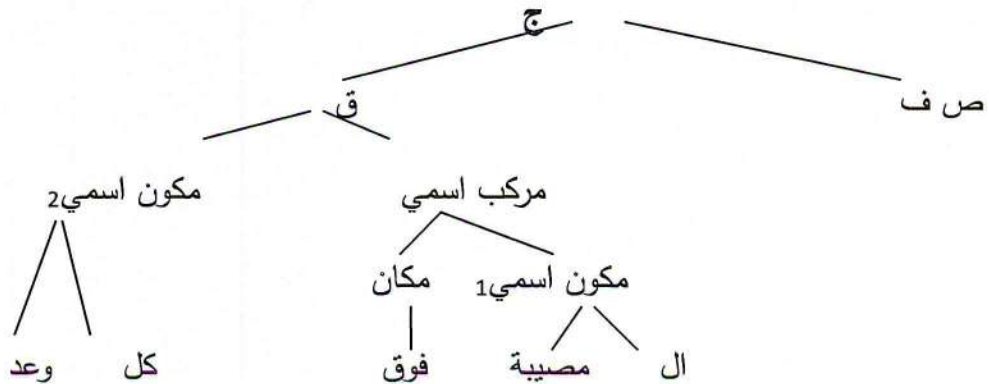 ج
ص ف ق
مركب اسمي مكون اسمي2
مكون اسمي1 مكان
ال مصيبة فوق كل وعد